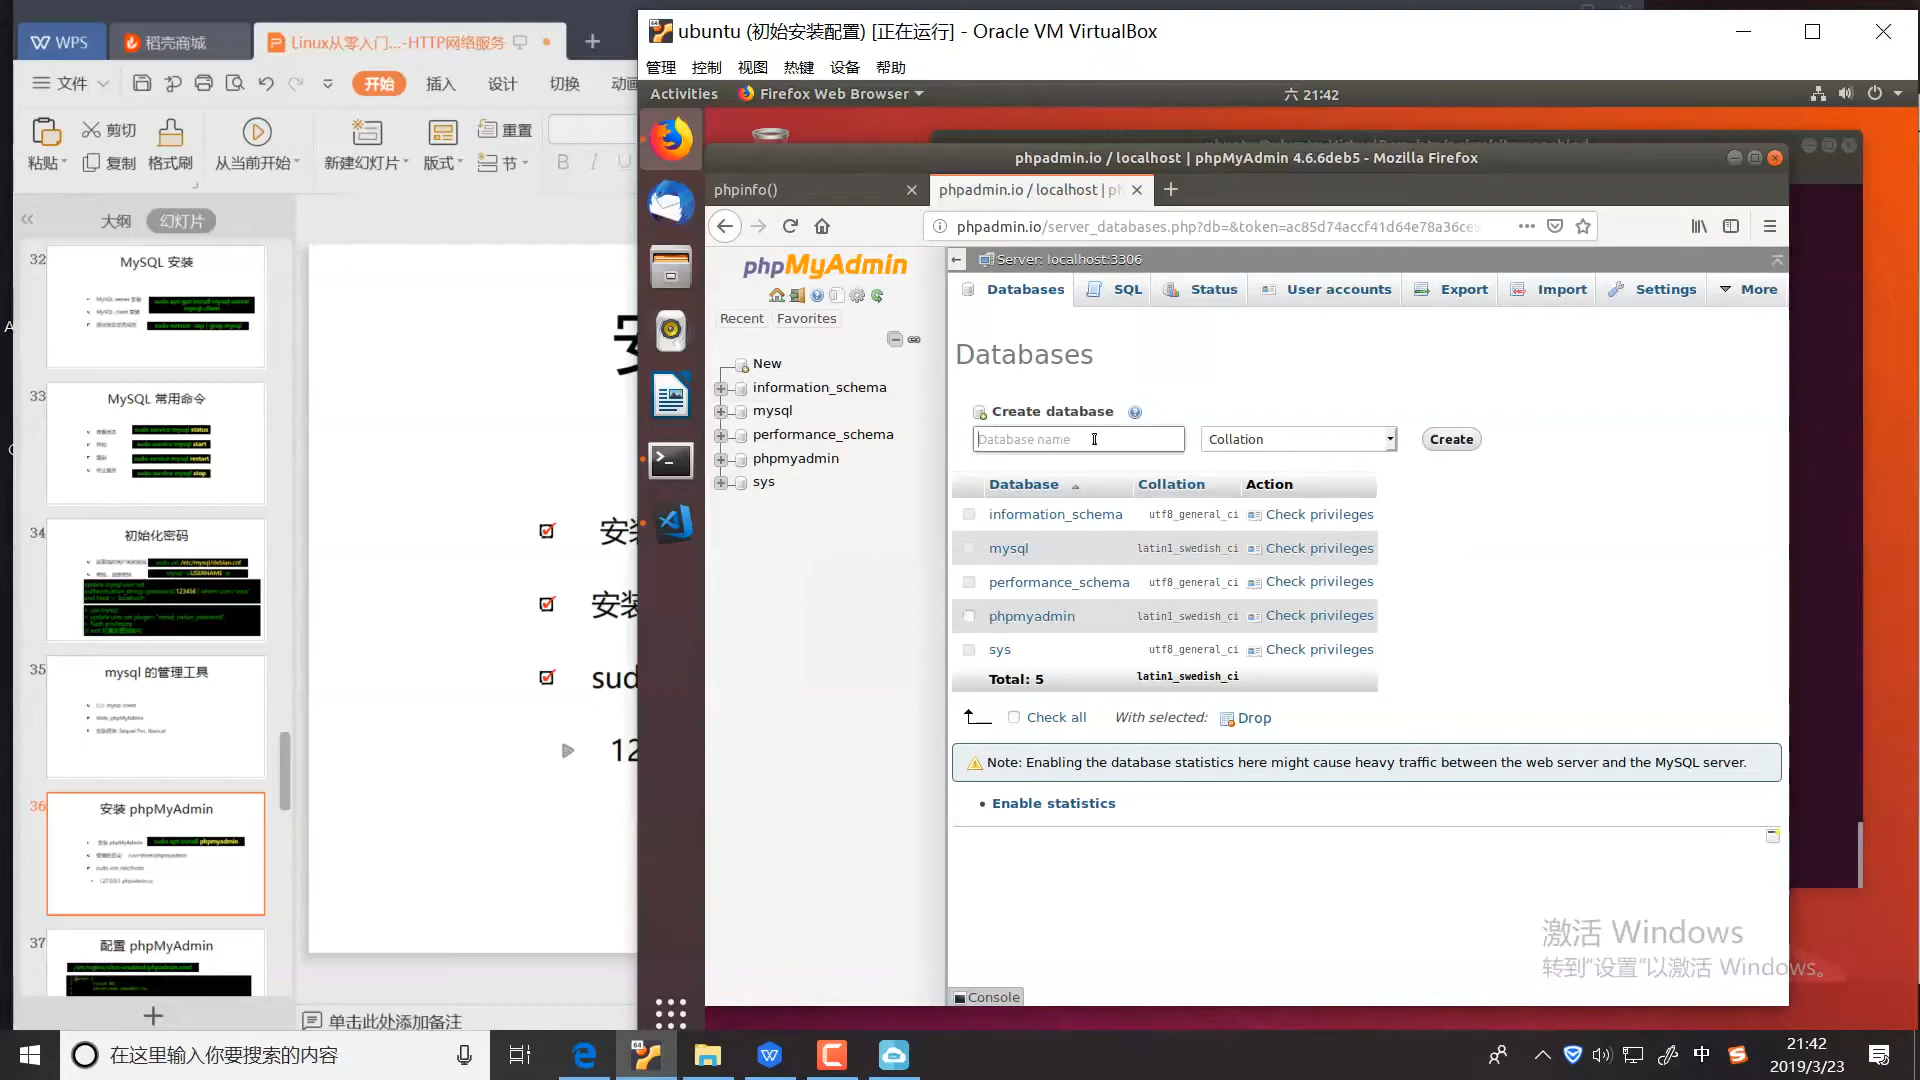 WPS
稻壳商城
Linux从零入门...-HTTP网络服务
文件
开始
插入
设计
切换
剪切
粘贴
复制
格式刷
从当前开始
新建幻灯片
版式
重置
节
B I U
大纲
幻灯片
32
MySQL 安装
33
MySQL 常用命令
34
初始化密码
35
mysql 的管理工具
36
安装 phpMyAdmin
37
配置 phpMyAdmin
安
sud
12
单击此处添加备注
ubuntu (初始安装配置) [正在运行] - Oracle VM VirtualBox
管理 控制 视图 热键 设备 帮助
Activities
Firefox Web Browser
六 21:42
phpadmin.io / localhost | phpMyAdmin 4.6.6deb5 - Mozilla Firefox
phpinfo()
phpadmin.io / localhost | ph
phpadmin.io/server_databases.php?db=&token=ac85d74accf41d64e78a36ce
phpMyAdmin
Recent
Favorites
New
information_schema
mysql
performance_schema
phpmyadmin
sys
Server: localhost:3306
Databases
SQL
Status
User accounts
Export
Import
Settings
More
Databases
Create database
Database name
Collation
Create
Database Collation Action
information_schema utf8_general_ci Check privileges
mysql latin1_swedish_ci Check privileges
performance_schema utf8_general_ci Check privileges
phpmyadmin latin1_swedish_ci Check privileges
sys utf8_general_ci Check privileges
Total: 5 latin1_swedish_ci
Check all
With selected:
Drop
Note: Enabling the database statistics here might cause heavy traffic between the web server and the MySQL server.
Enable statistics
Console
激活 Windows
转到"设置"以激活 Windows。
在这里输入你要搜索的内容
中
21:42
2019/3/23